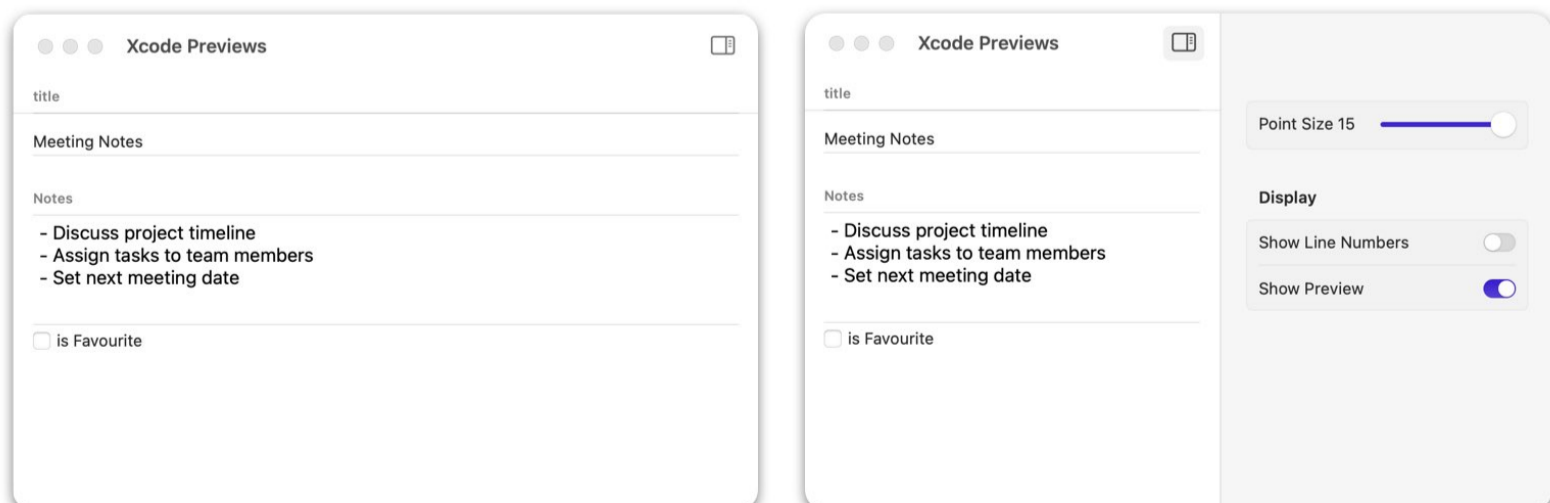 Xcode Previews
title
Meeting Notes
Notes
- Discuss project timeline
- Assign tasks to team members
- Set next meeting date
is Favourite
Xcode Previews
title
Meeting Notes
Notes
- Discuss project timeline
- Assign tasks to team members
- Set next meeting date
is Favourite
Point Size 15
Display
Show Line Numbers
Show Preview